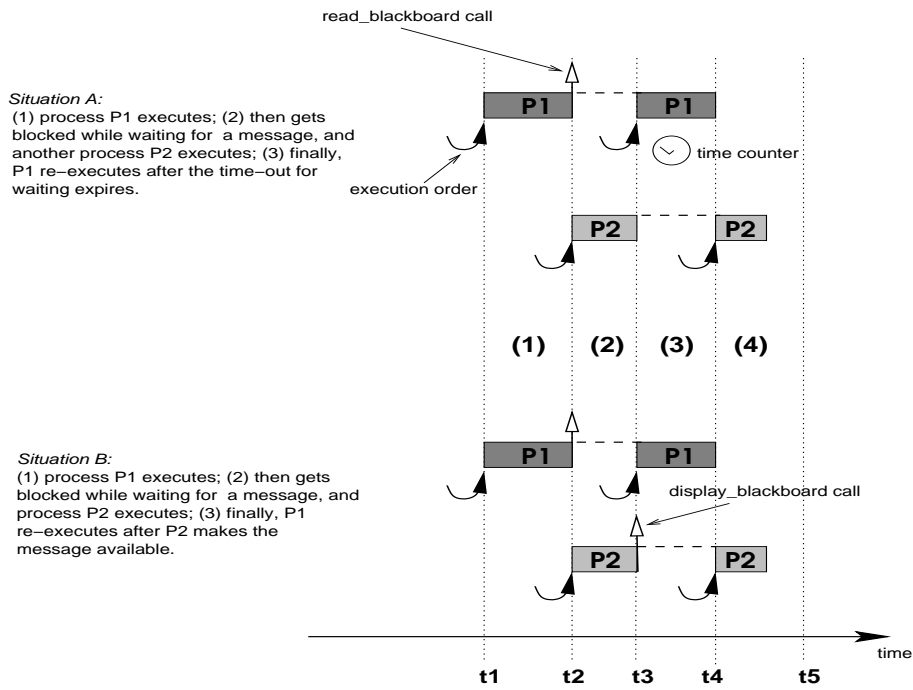 read_blackboard call
Situation A:
(1) process P1 executes; (2) then gets
blocked while waiting for a message, and
another process P2 executes; (3) finally,
P1 re−executes after the time−out for
waiting expires.
P1
P1
time counter
execution order
P2
P2
(1)
(2)
(3)
(4)
Situation B:
(1) process P1 executes; (2) then gets
blocked while waiting for a message, and
process P2 executes; (3) finally, P1
re−executes after P2 makes the
message available.
P1
P1
display_blackboard call
P2
P2
time
t1
t2
t3
t4
t5